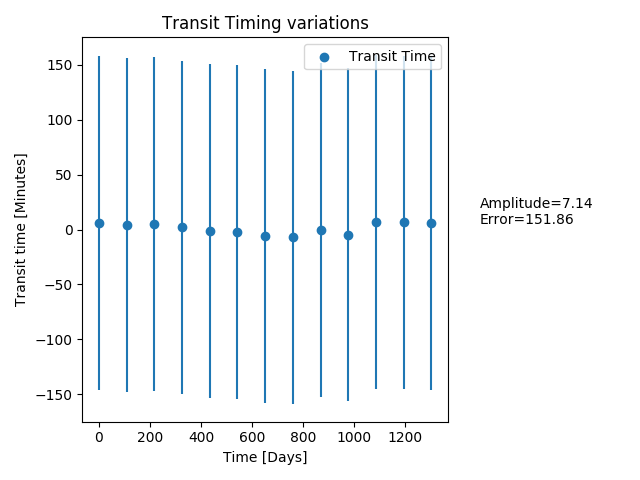 Transit Timing variations
Transit Time
Transit time [Minutes]
150
100
50
0
−50
−100
−150
0 200 400 600 800 1000 1200
Time [Days]
Amplitude=7.14
Error=151.86